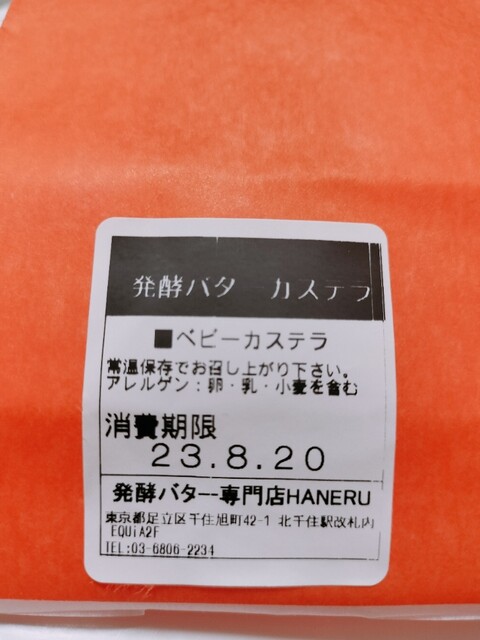 発酵バター カステラ
■ベビーカステラ
常温保存でお召し上がり下さい。
アレルゲン：卵・乳・小麦を含む
消費期限
23.8.20
発酵バター専門店HANERU
東京都足立区千住旭町42-1 北千住駅改札内
EQUiA2F
TEL:03-6806-2234